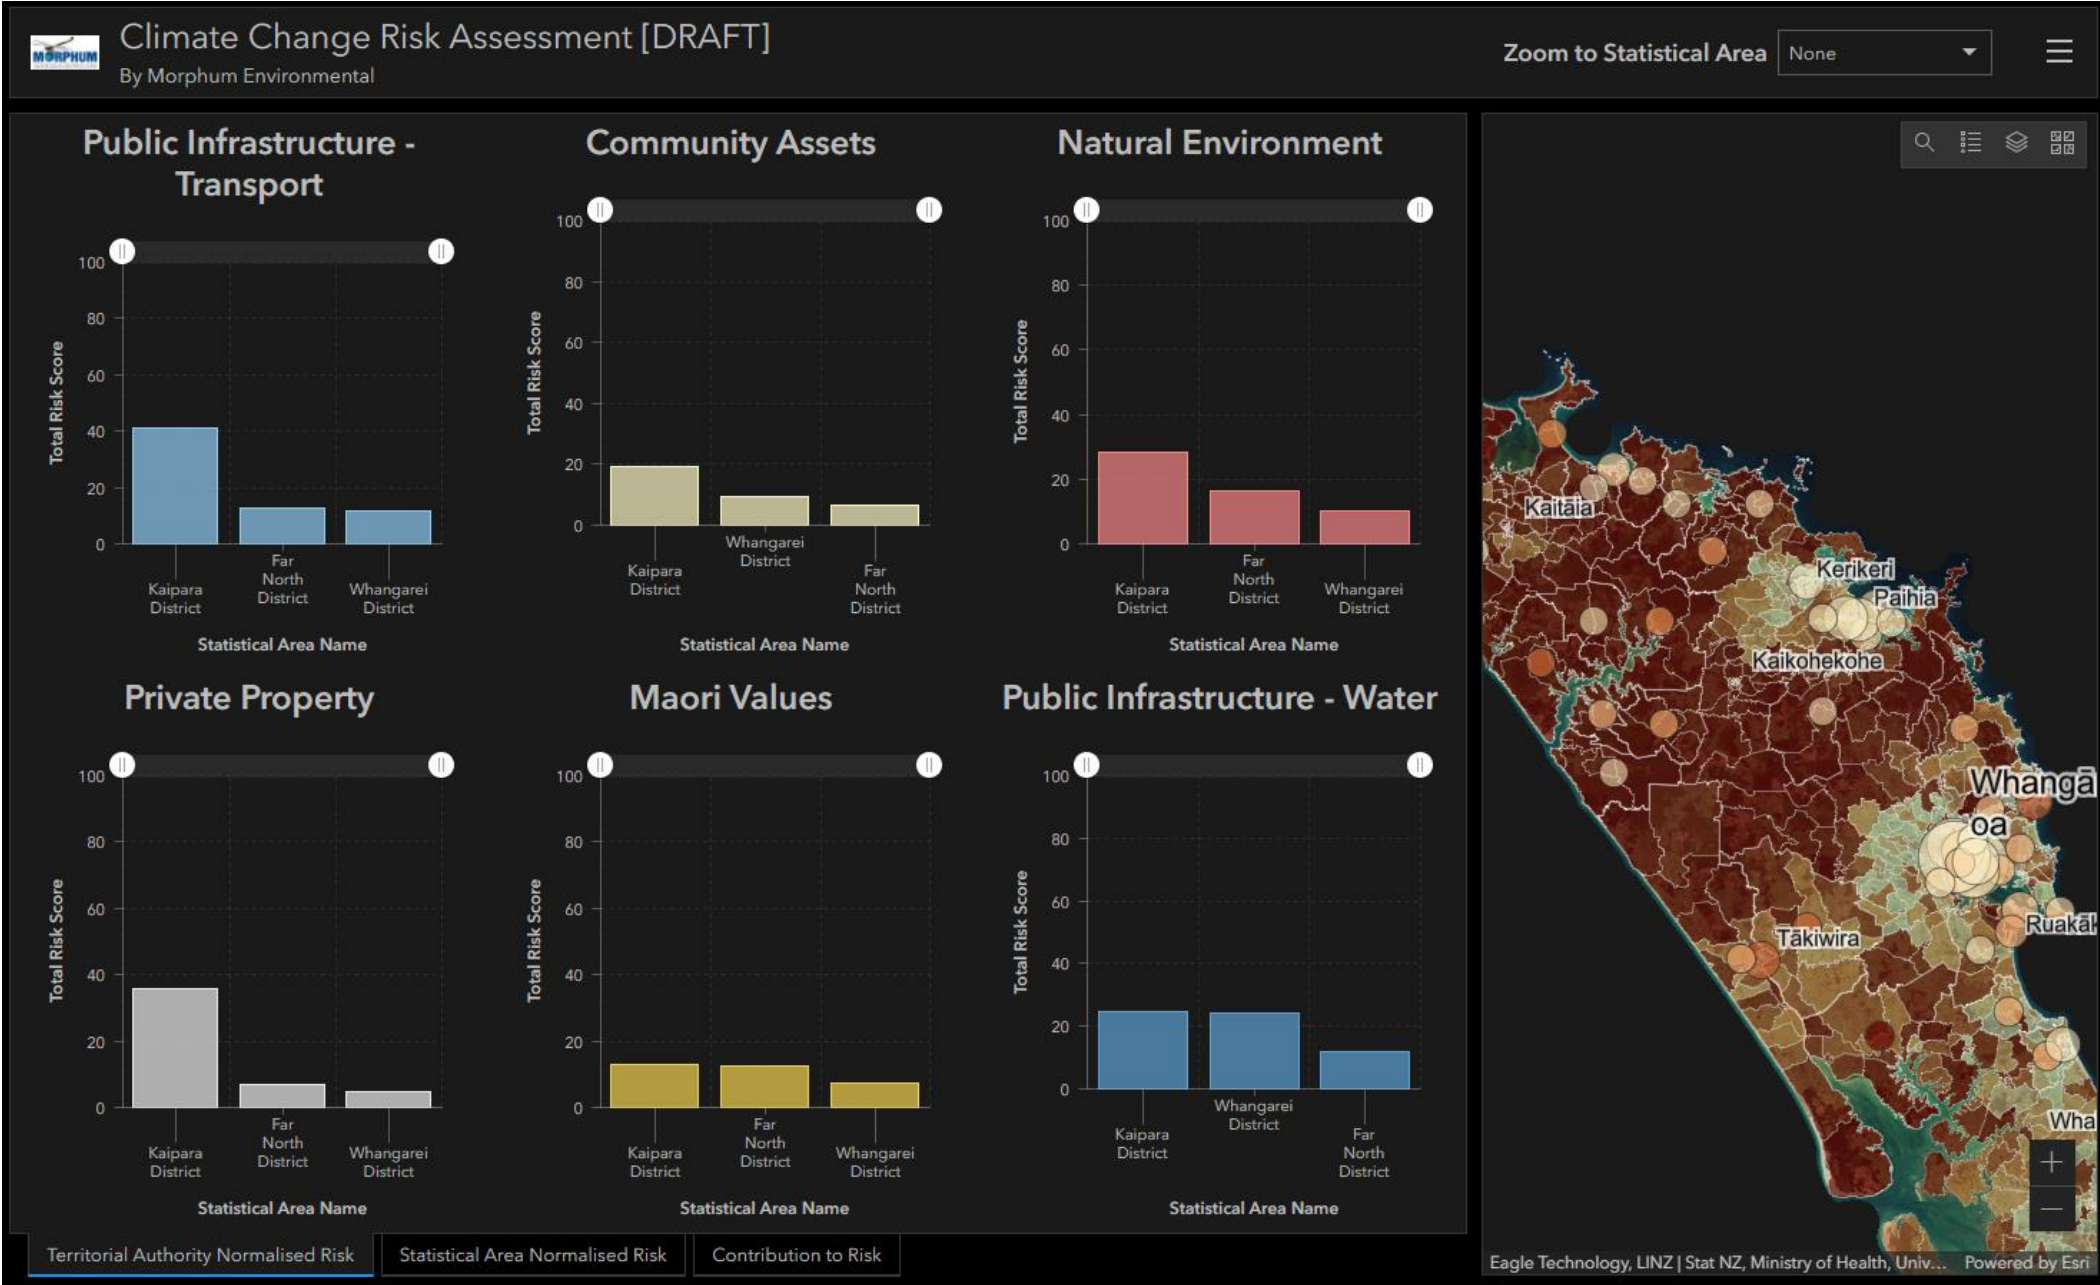 MORPHUM
Climate Change Risk Assessment [DRAFT]
By Morphum Environmental
Zoom to Statistical Area
None
Public Infrastructure -
Transport
100
80
60
40
20
0
Total Risk Score
Kaipara
District
Far
North
District
Whangarei
District
Statistical Area Name
Community Assets
100
80
60
40
20
0
Total Risk Score
Kaipara
District
Whangarei
District
Far
North
District
Statistical Area Name
Natural Environment
100
80
60
40
20
0
Total Risk Score
Kaipara
District
Far
North
District
Whangarei
District
Statistical Area Name
Private Property
100
80
60
40
20
0
Total Risk Score
Kaipara
District
Far
North
District
Whangarei
District
Statistical Area Name
Maori Values
100
80
60
40
20
0
Total Risk Score
Kaipara
District
Far
North
District
Whangarei
District
Statistical Area Name
Public Infrastructure - Water
100
80
60
40
20
0
Total Risk Score
Kaipara
District
Whangarei
District
Far
North
District
Statistical Area Name
Territorial Authority Normalised Risk
Statistical Area Normalised Risk
Contribution to Risk
Kaitaia
Kerikeri
Paihia
Kaikohekohe
Whangā
oa
Ruakāk
Tākiwira
Wha
+
−
Eagle Technology, LINZ | Stat NZ, Ministry of Health, Univ...
Powered by Esri